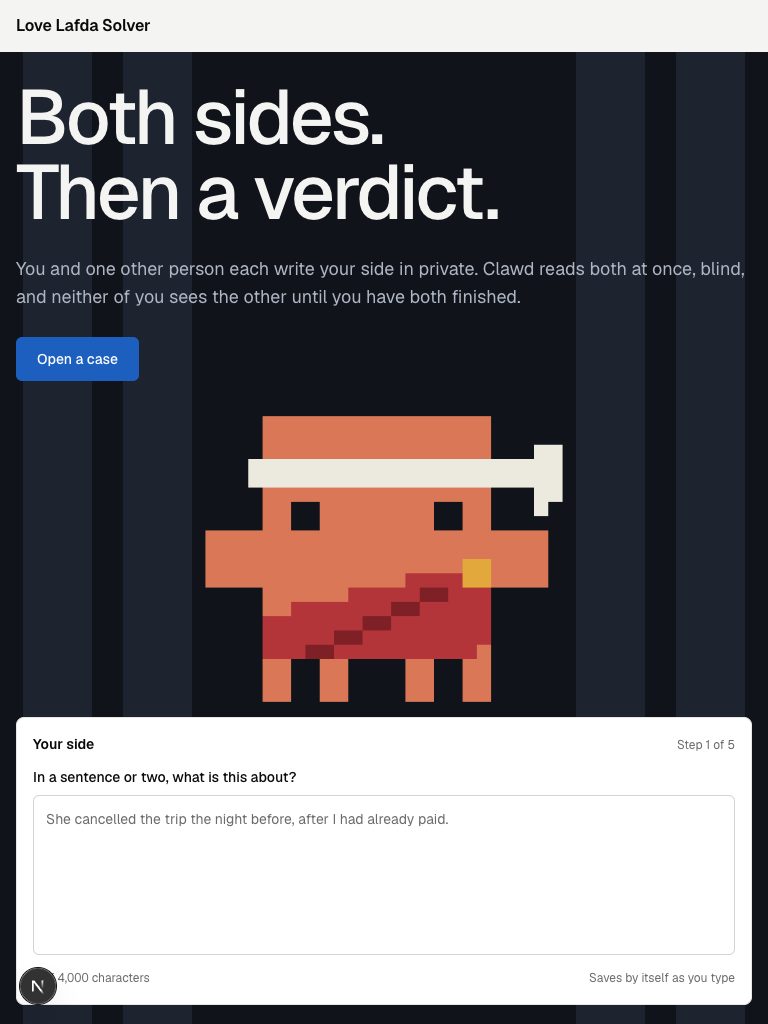 Love Lafda Solver
Both sides.
Then a verdict.
You and one other person each write your side in private. Clawd reads both at once, blind,
and neither of you sees the other until you have both finished.
Open a case
Your side
Step 1 of 5
In a sentence or two, what is this about?
She cancelled the trip the night before, after I had already paid.
4,000 characters
Saves by itself as you type
N